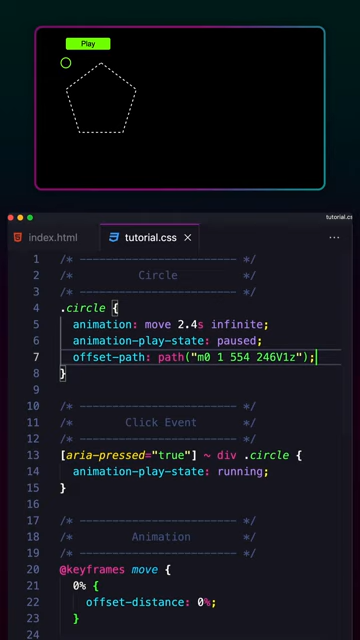 Play
tutorial.css
index.html
tutorial.css
1 /* ------------------------ */
2 /* Circle */
3 /* ------------------------ */
4 .circle {
5 animation: move 2.4s infinite;
6 animation-play-state: paused;
7 offset-path: path("m0 1 554 246V1z");
8 }
9
10 /* ------------------------ */
11 /* Click Event */
12 /* ------------------------ */
13 [aria-pressed="true"] ~ div .circle {
14 animation-play-state: running;
15 }
16
17 /* ------------------------ */
18 /* Animation */
19 /* ------------------------ */
20 @keyframes move {
21 0% {
22 offset-distance: 0%;
23 }
24